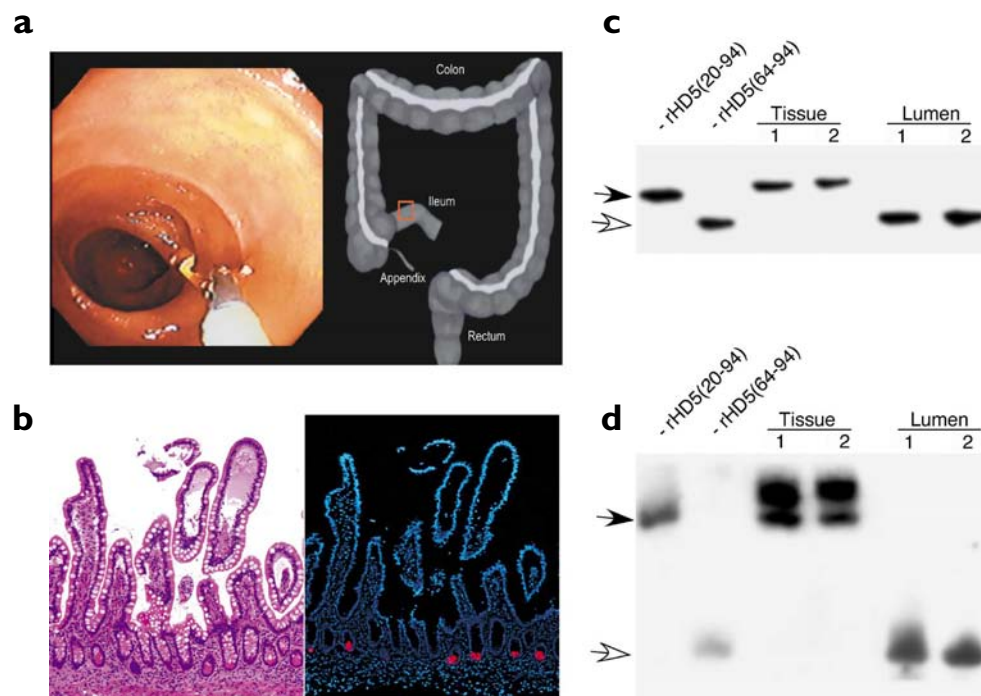 a
Colon
Ileum
Appendix
Rectum
b
c
- rHD5(20-94)
- rHD5(64-94)
Tissue
Lumen
1 2 1 2
d
- rHD5(20-94)
- rHD5(64-94)
Tissue
Lumen
1 2 1 2